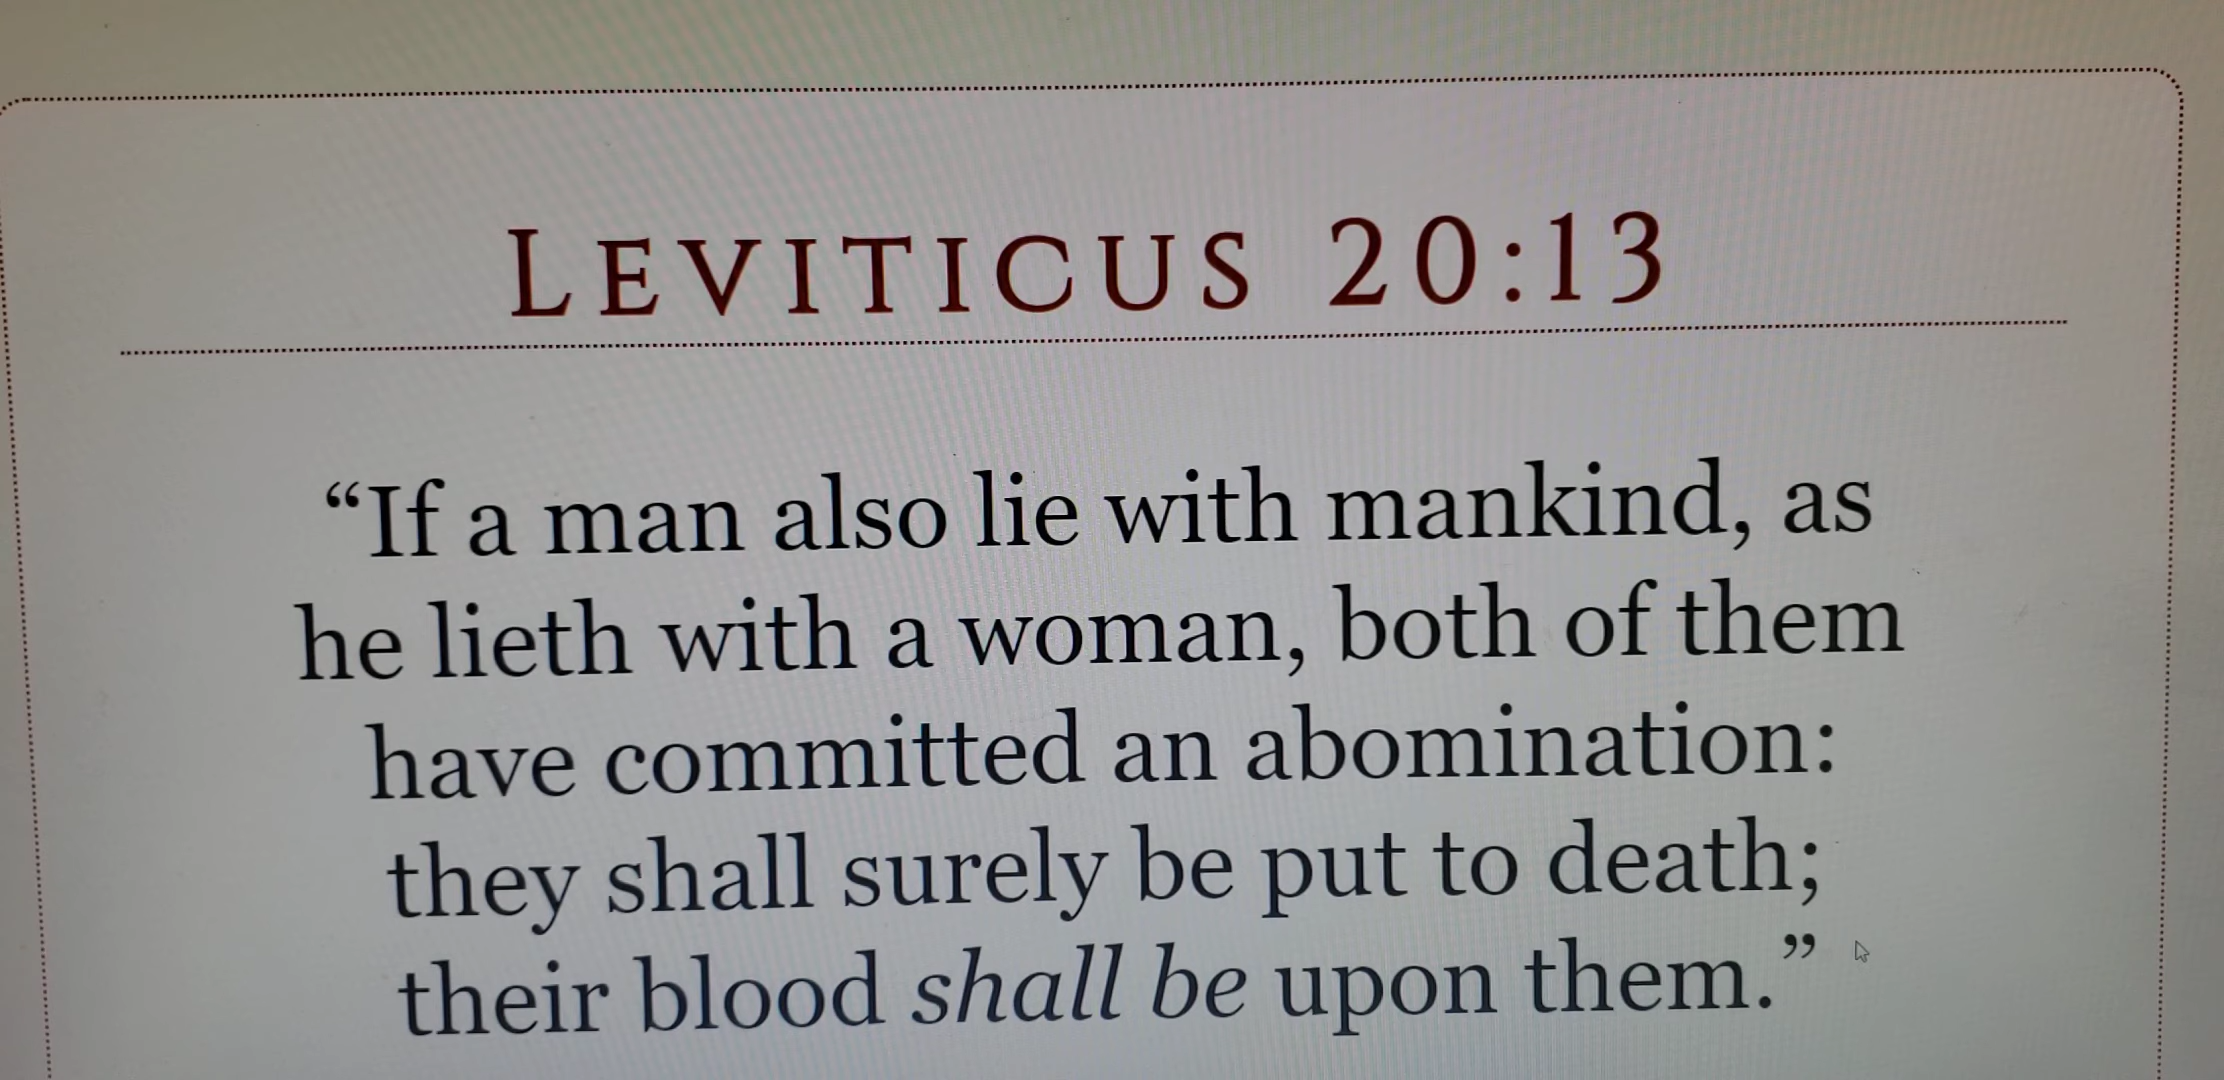 LEVITICUS 20:13
“If a man also lie with mankind, as
he lieth with a woman, both of them
have committed an abomination:
they shall surely be put to death;
their blood shall be upon them.”